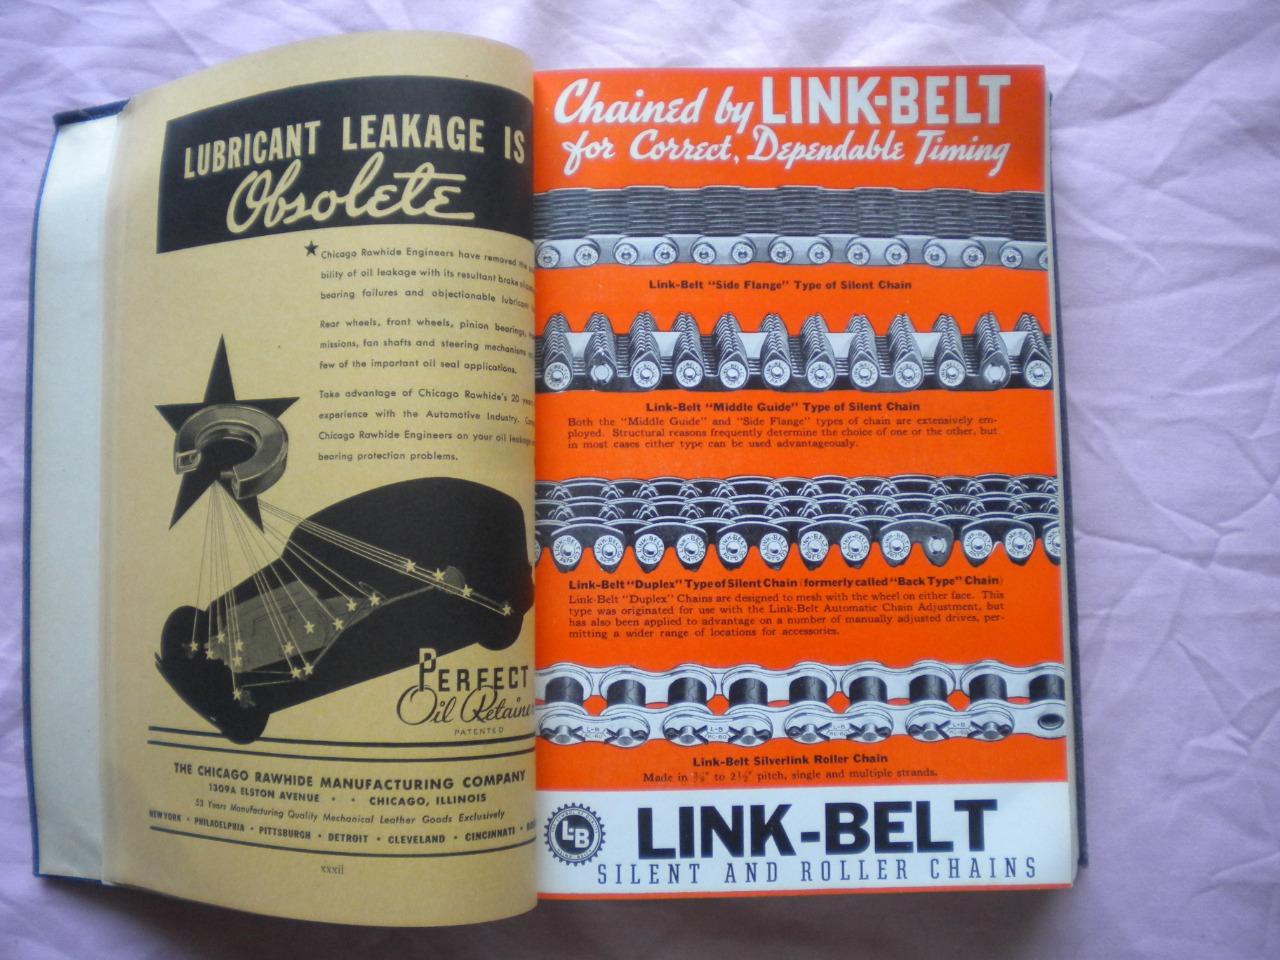 LUBRICANT LEAKAGE IS
Obsolete
★ Chicago Rawhide Engineers have removed the
bility of oil leakage with its resultant brake
bearing failures and objectionable lubricant
Rear wheels, front wheels, pinion bearings,
missions, fan shafts and steering mechanisms
few of the important oil seal applications.
Take advantage of Chicago Rawhide's 20
experience with the Automotive Industry.
Chicago Rawhide Engineers on your oil
bearing protection problems.
PERFECT
Oil Retainer
PATENTED
THE CHICAGO RAWHIDE MANUFACTURING COMPANY
1309A ELSTON AVENUE • • CHICAGO, ILLINOIS
53 Years Manufacturing Quality Mechanical Leather Goods Exclusively
NEW YORK • PHILADELPHIA • PITTSBURGH • DETROIT • CLEVELAND • CINCINNATI •
xxxii
Chained by LINK-BELT
for Correct, Dependable Timing
Link-Belt "Side Flange" Type of Silent Chain
Link-Belt "Middle Guide" Type of Silent Chain
Both the "Middle Guide" and "Side Flange" types of chain are extensively em-
ployed. Structural reasons frequently determine the choice of one or the other, but
in most cases either type can be used advantageously.
Link-Belt "Duplex" Type of Silent Chain (formerly called "Back Type" Chain)
Link-Belt "Duplex" Chains are designed to mesh with the wheel on either face. This
type was originated for use with the Link-Belt Automatic Chain Adjustment, but
has also been applied to advantage on a number of manually adjusted drives, per-
mitting a wider range of locations for accessories.
L-B L-B L-B L-B
Link-Belt Silverlink Roller Chain
Made in ⅜" to 2½" pitch, single and multiple strands.
L-B
LINK-BELT
SILENT AND ROLLER CHAINS